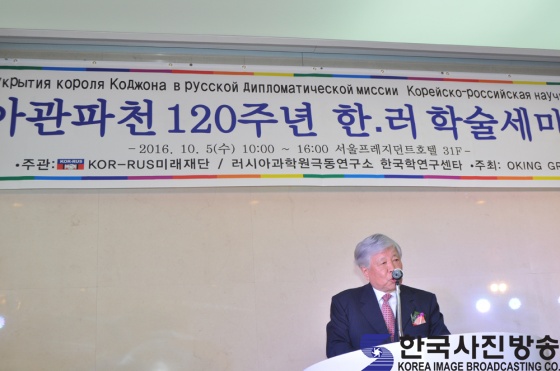 крытия короля Коджона в русской дипломатической миссии Корейско-российская науч
아관파천 120주년 한.러 학술세미
- 2016. 10. 5(수) 10:00 ~ 16:00 서울프레지던트호텔 31F -
•주관: KOR-RUS KOR-RUS미래재단 / 러시아과학원극동연구소 한국학연구센타 •주최: OKING GR
한국사진방송
KOREA IMAGE BROADCASTING CO